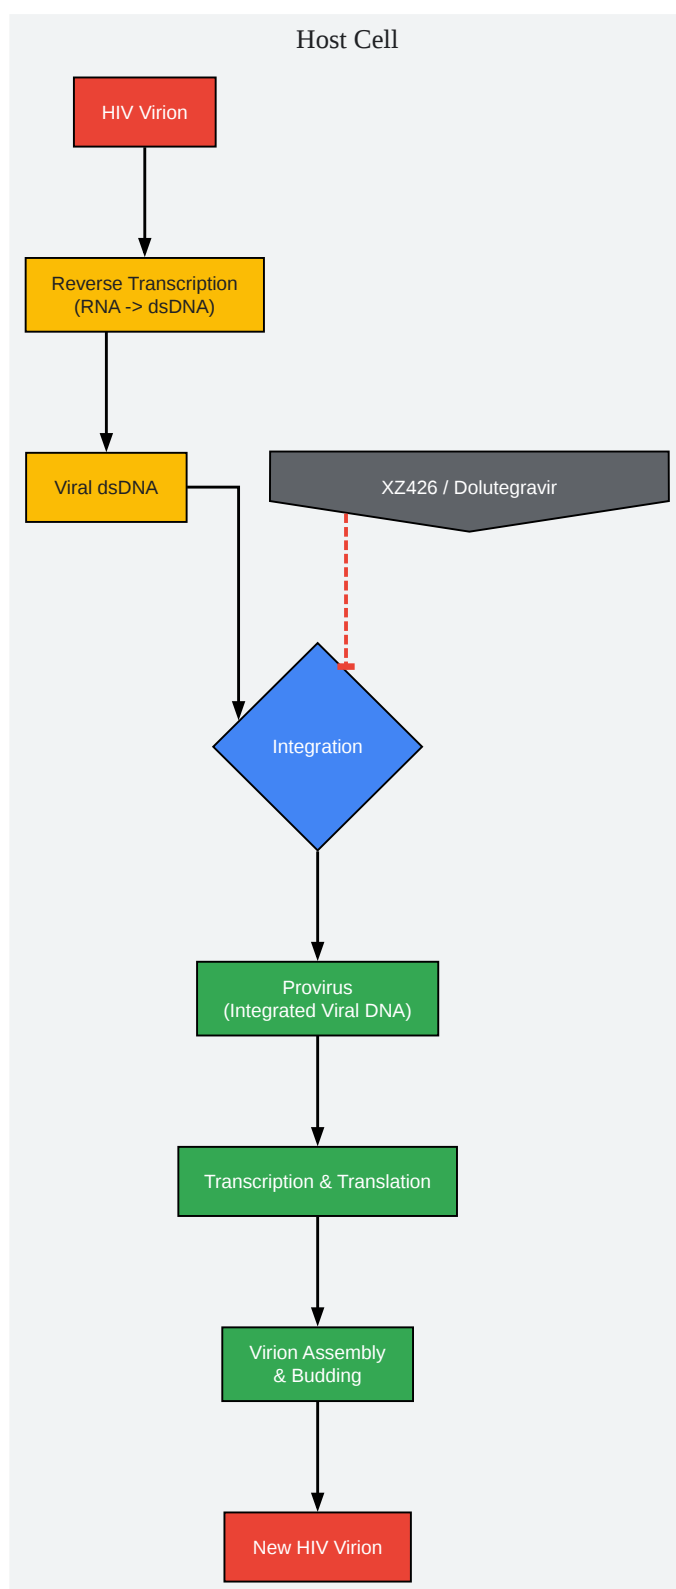 Host Cell
HIV Virion
Reverse Transcription
(RNA -> dsDNA)
Viral dsDNA
XZ426 / Dolutegravir
Integration
Provirus
(Integrated Viral DNA)
Transcription & Translation
Virion Assembly
& Budding
New HIV Virion